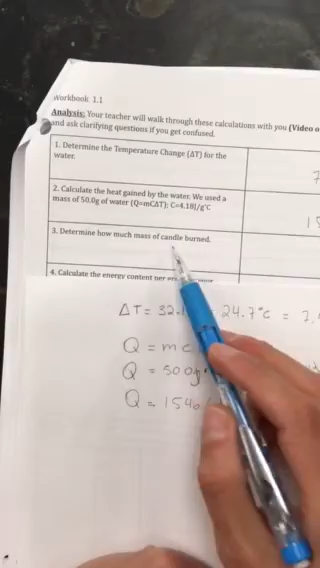 Workbook 1.1
Analysis: Your teacher will walk through these calculations with you (Video o
and ask clarifying questions if you get confused.
1. Determine the Temperature Change (ΔT) for the
water.
7
2. Calculate the heat gained by the water. We used a
mass of 50.0g of water (Q=mCΔT); C=4.18J/g°C
15
3. Determine how much mass of candle burned.
4. Calculate the energy content per
ΔT = 32. 24.7°C = 7.
Q = mc
Q = 50.0g
Q = 1546